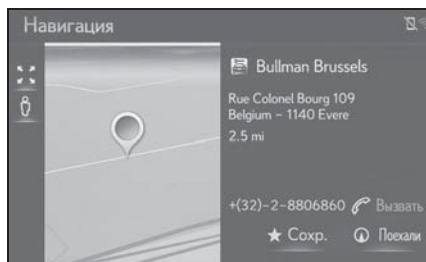 Навигация
Bullman Brussels
Rue Colonel Bourg 109
Belgium – 1140 Evere
2.5 mi
+(32)-2-8806860 Вызвать
Сохр. Поехали